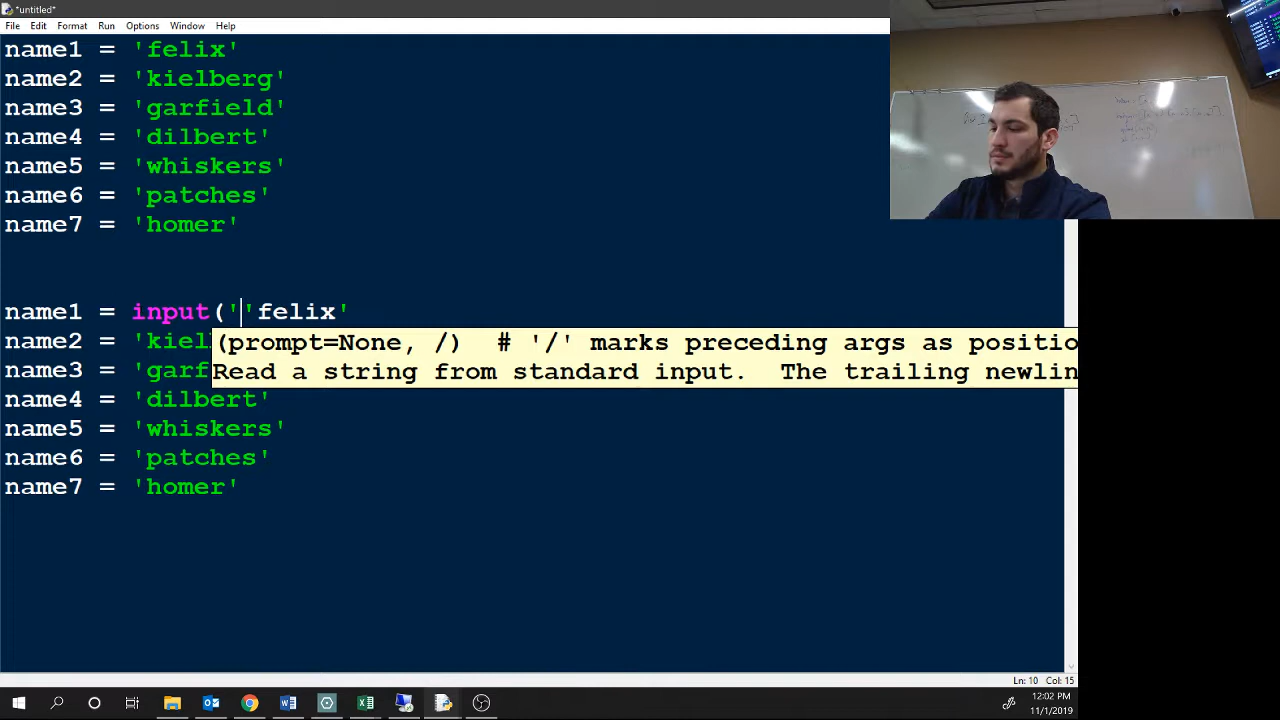 *untitled*
File Edit Format Run Options Window Help
name1 = 'felix'
name2 = 'kielberg'
name3 = 'garfield'
name4 = 'dilbert'
name5 = 'whiskers'
name6 = 'patches'
name7 = 'homer'
name1 = input(''felix'
name2 = 'kiel
(prompt=None, /) # '/' marks preceding args as positio
name3 = 'garf
Read a string from standard input. The trailing newlin
name4 = 'dilbert'
name5 = 'whiskers'
name6 = 'patches'
name7 = 'homer'
Ln: 10 Col: 15
12:02 PM
11/1/2019